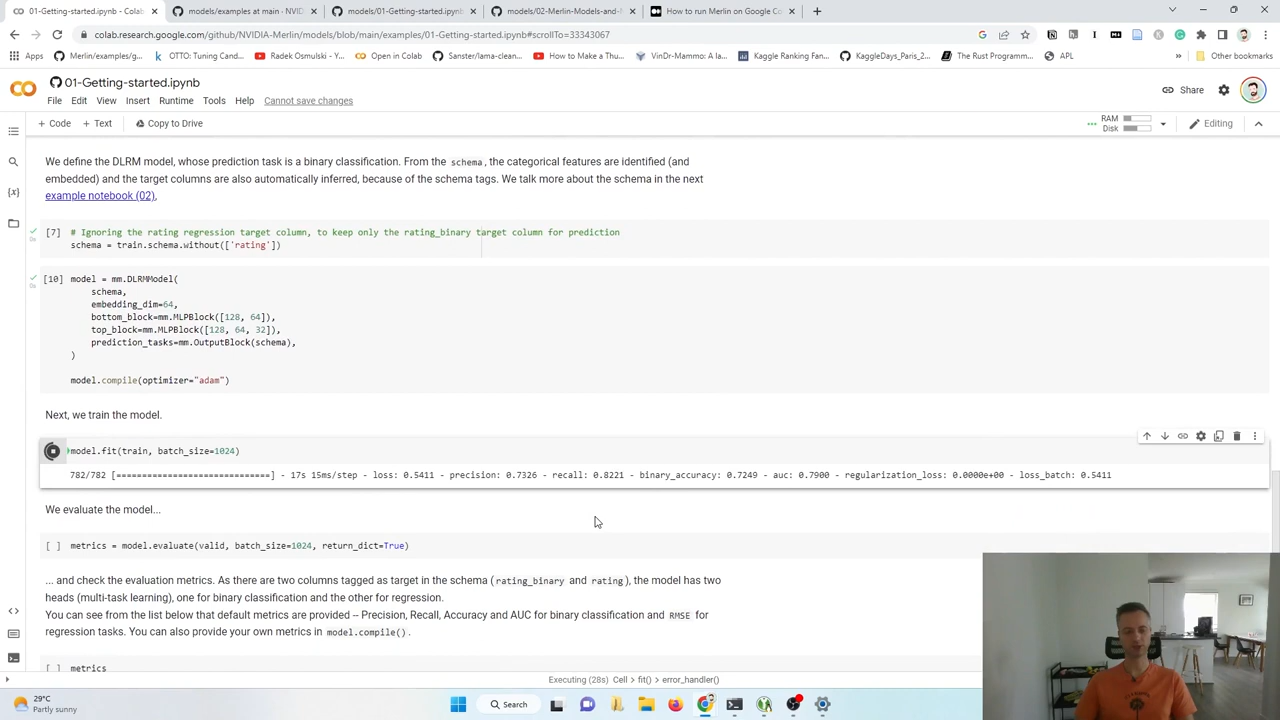 01-Getting-started.ipynb - Colab
models/examples at main · NVID
models/01-Getting-started.ipynb
models/02-Merlin-Models-and-
How to run Merlin on Google Co
colab.research.google.com/github/NVIDIA-Merlin/models/blob/main/examples/01-Getting-started.ipynb#scrollTo=33343067
Merlin/examples/g...
OTTO: Tuning Cand...
Radek Osmulski - K...
Open in Colab
Sanster/lama-clean...
How to Make a Thu...
VinDr-Mammo: A la...
Kaggle Ranking Fan...
KaggleDays_Paris_2...
The Rust Programm...
APL
»
Other bookmarks
01-Getting-started.ipynb
File Edit View Insert Runtime Tools Help Cannot save changes
Share
+ Code + Text Copy to Drive
RAM
Disk
Editing
We define the DLRM model, whose prediction task is a binary classification. From the schema, the categorical features are identified (and
embedded) and the target columns are also automatically inferred, because of the schema tags. We talk more about the schema in the next
example notebook (02),
[7] # Ignoring the rating regression target column, to keep only the rating_binary target column for prediction
0s
schema = train.schema.without(['rating'])
[10] model = mm.DLRMModel(
0s
schema,
embedding_dim=64,
bottom_block=mm.MLPBlock([128, 64]),
top_block=mm.MLPBlock([128, 64, 32]),
prediction_tasks=mm.OutputBlock(schema),
)
model.compile(optimizer="adam")
Next, we train the model.
model.fit(train, batch_size=1024)
782/782 [==============================] - 17s 15ms/step - loss: 0.5411 - precision: 0.7326 - recall: 0.8221 - binary_accuracy: 0.7249 - auc: 0.7900 - regularization_loss: 0.0000e+00 - loss_batch: 0.5411
We evaluate the model...
[ ] metrics = model.evaluate(valid, batch_size=1024, return_dict=True)
... and check the evaluation metrics. As there are two columns tagged as target in the schema (rating_binary and rating), the model has two
heads (multi-task learning), one for binary classification and the other for regression.
You can see from the list below that default metrics are provided – Precision, Recall, Accuracy and AUC for binary classification and RMSE for
regression tasks. You can also provide your own metrics in model.compile() .
[ ] metrics
Executing (28s) Cell > fit() > error_handler()
29°C
Partly sunny
Search